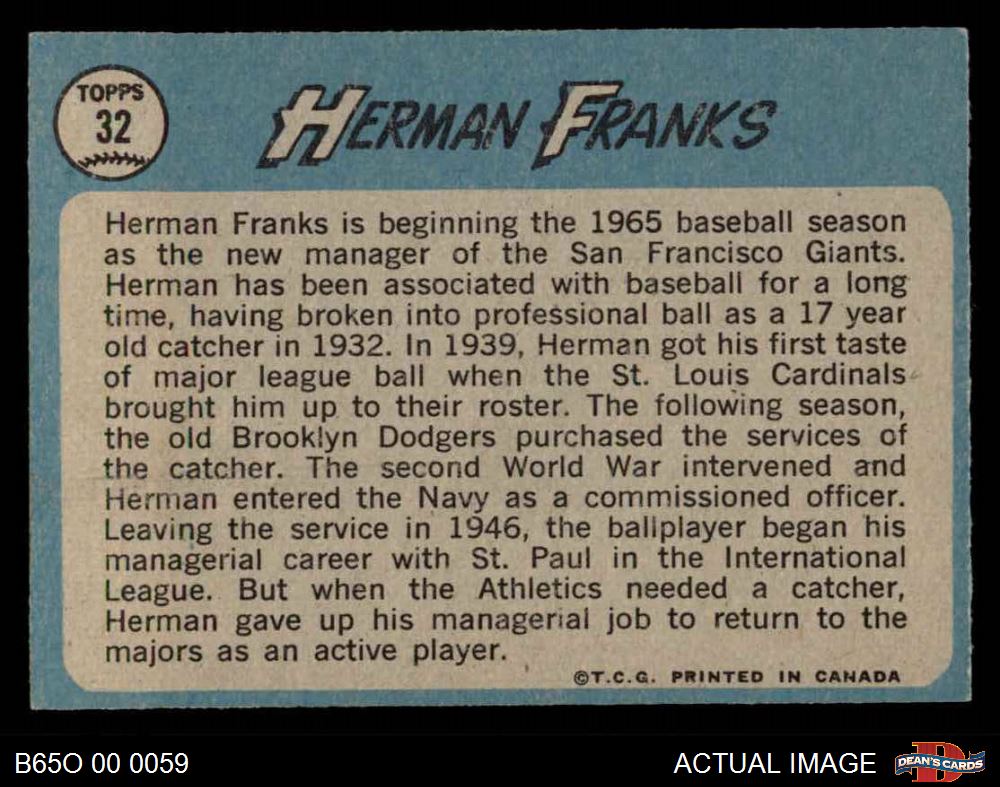 TOPPS
32
HERMAN FRANKS
Herman Franks is beginning the 1965 baseball season
as the new manager of the San Francisco Giants.
Herman has been associated with baseball for a long
time, having broken into professional ball as a 17 year
old catcher in 1932. In 1939, Herman got his first taste
of major league ball when the St. Louis Cardinals
brought him up to their roster. The following season,
the old Brooklyn Dodgers purchased the services of
the catcher. The second World War intervened and
Herman entered the Navy as a commissioned officer.
Leaving the service in 1946, the ballplayer began his
managerial career with St. Paul in the International
League. But when the Athletics needed a catcher,
Herman gave up his managerial job to return to the
majors as an active player.
©T.C.G. PRINTED IN CANADA
B65O 00 0059
ACTUAL IMAGE
DEAN'S CARDS